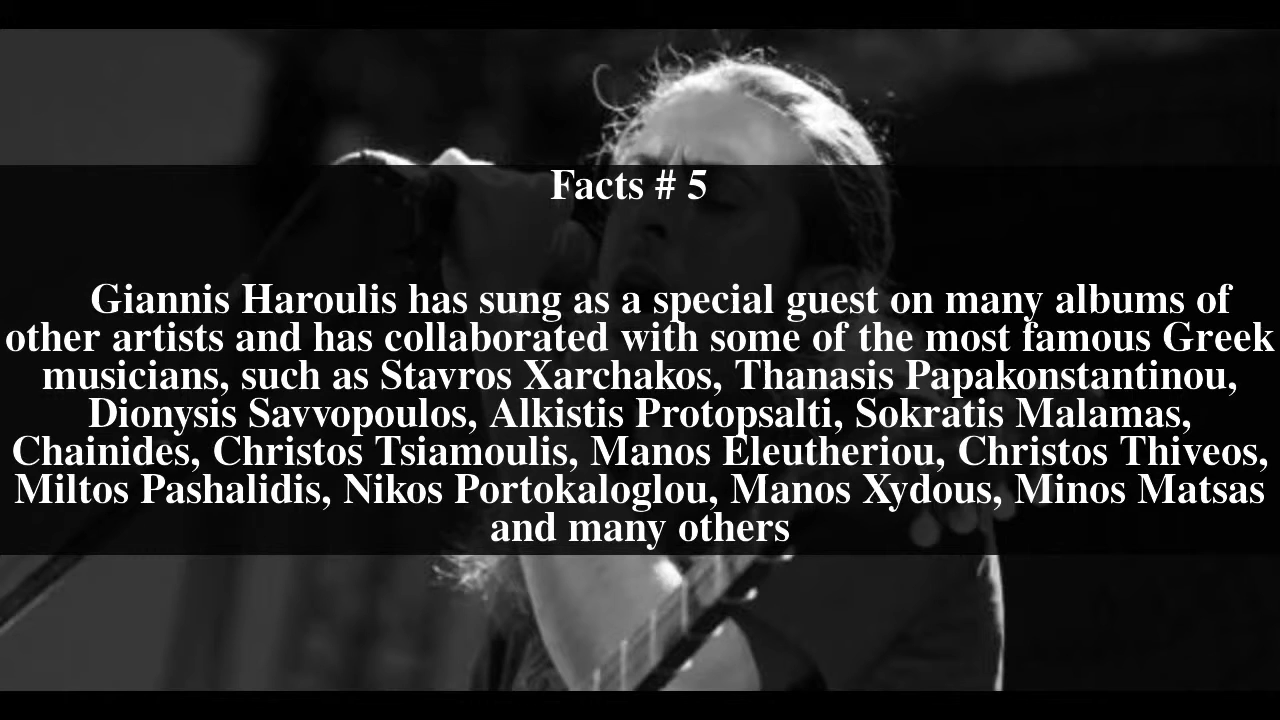 Facts # 5
Giannis Haroulis has sung as a special guest on many albums of
other artists and has collaborated with some of the most famous Greek
musicians, such as Stavros Xarchakos, Thanasis Papakonstantinou,
Dionysis Savvopoulos, Alkistis Protopsalti, Sokratis Malamas,
Chainides, Christos Tsiamoulis, Manos Eleutheriou, Christos Thiveos,
Miltos Pashalidis, Nikos Portokaloglou, Manos Xydous, Minos Matsas
and many others